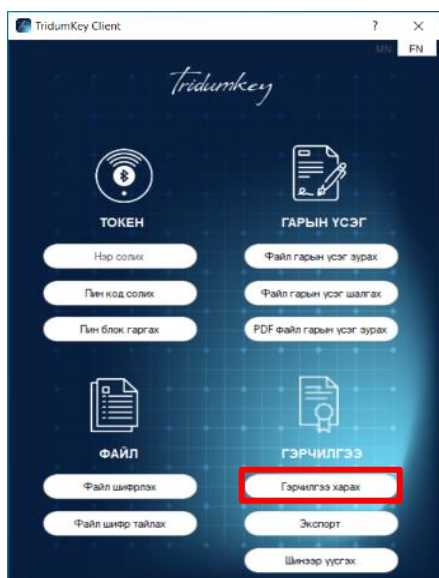 TridumKey Client
MN EN
Tridumkey
ТОКЕН
Нэр солих
Пин код солих
Пин блок гаргах
ГАРЫН ҮСЭГ
Файл гарын үсэг зурах
Файл гарын үсэг шалгах
PDF файл гарын үсэг зурах
ФАЙЛ
Файл шифрлэх
Файл шифр тайлах
ГЭРЧИЛГЭЭ
Гэрчилгээ харах
Экспорт
Шинээр үүсгэх